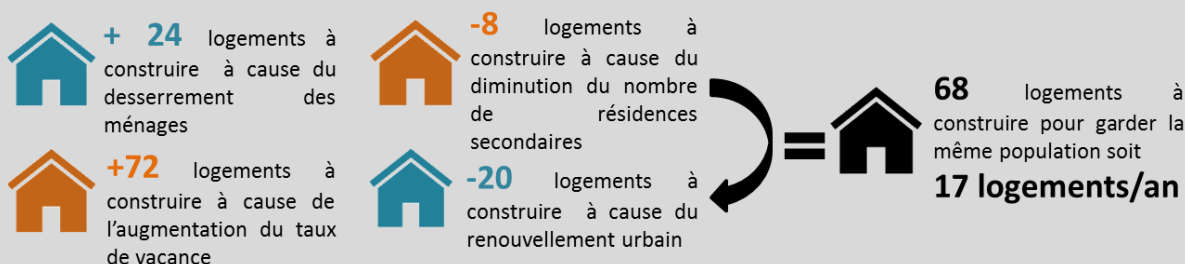 + 24 logements à
construire à cause du
desserrement des
ménages
+72 logements à
construire à cause de
l'augmentation du taux
de vacance
-8 logements à
construire à cause du
diminution du nombre
de résidences
secondaires
-20 logements à
construire à cause du
renouvellement urbain
=
68 logements à
construire pour garder la
même population soit
17 logements/an